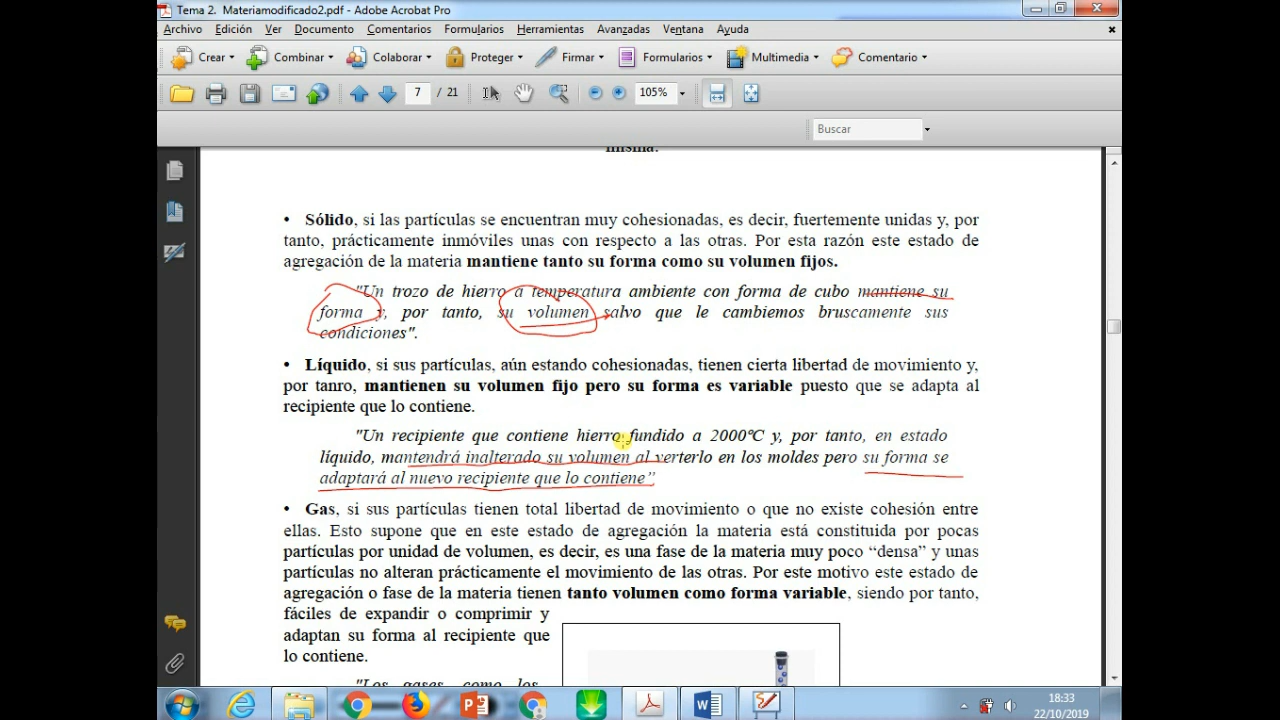 Tema 2. Materiamodificado2.pdf - Adobe Acrobat Pro
Archivo Edición Ver Documento Comentarios Formularios Herramientas Avanzadas Ventana Ayuda
Crear Combinar Colaborar Proteger Firmar Formularios Multimedia Comentario
7 / 21 105%
Buscar
misma.
• Sólido, si las partículas se encuentran muy cohesionadas, es decir, fuertemente unidas y, por
tanto, prácticamente inmóviles unas con respecto a las otras. Por esta razón este estado de
agregación de la materia mantiene tanto su forma como su volumen fijos.
"Un trozo de hierro a temperatura ambiente con forma de cubo mantiene su
forma y, por tanto, su volumen salvo que le cambiemos bruscamente sus
condiciones".
• Líquido, si sus partículas, aún estando cohesionadas, tienen cierta libertad de movimiento y,
por tanro, mantienen su volumen fijo pero su forma es variable puesto que se adapta al
recipiente que lo contiene.
"Un recipiente que contiene hierro fundido a 2000ºC y, por tanto, en estado
líquido, mantendrá inalterado su volumen al verterlo en los moldes pero su forma se
adaptará al nuevo recipiente que lo contiene”
• Gas, si sus partículas tienen total libertad de movimiento o que no existe cohesión entre
ellas. Esto supone que en este estado de agregación la materia está constituida por pocas
partículas por unidad de volumen, es decir, es una fase de la materia muy poco “densa” y unas
partículas no alteran prácticamente el movimiento de las otras. Por este motivo este estado de
agregación o fase de la materia tienen tanto volumen como forma variable, siendo por tanto,
fáciles de expandir o comprimir y
adaptan su forma al recipiente que
lo contiene.
"Los gases, como los
18:33
22/10/2019